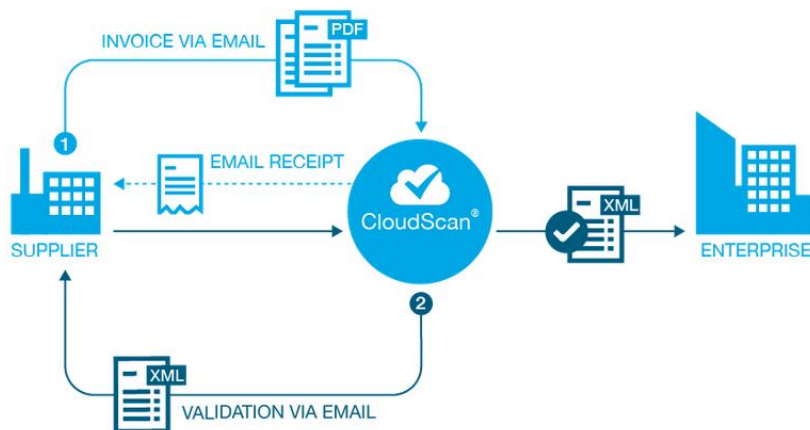 INVOICE VIA EMAIL
PDF
1
EMAIL RECEIPT
CloudScan®
XML
SUPPLIER
ENTERPRISE
2
XML
VALIDATION VIA EMAIL